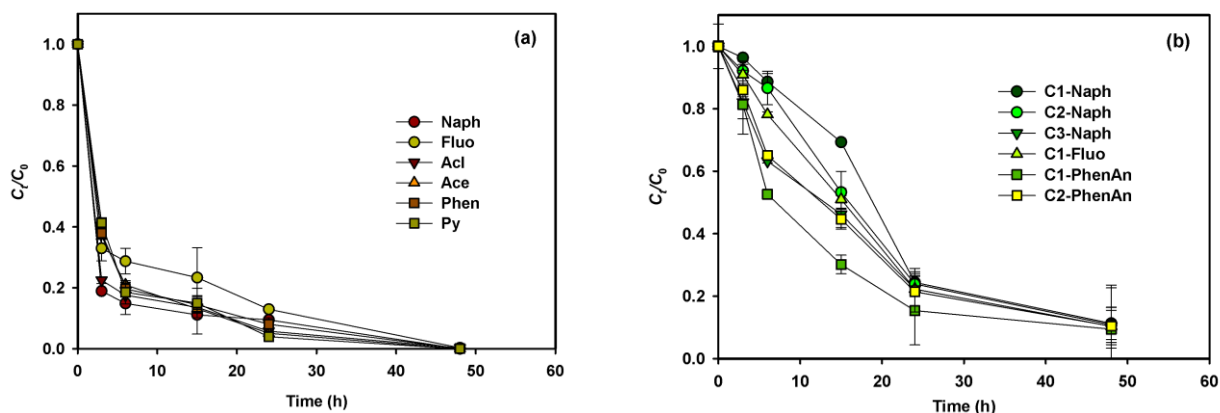 (a)
1.0
0.8
0.6
0.4
0.2
0.0
Ct/C0
Naph
Fluo
Acl
Ace
Phen
Py
0 10 20 30 40 50 60
Time (h)
(b)
1.0
0.8
0.6
0.4
0.2
0.0
Ct/C0
C1-Naph
C2-Naph
C3-Naph
C1-Fluo
C1-PhenAn
C2-PhenAn
0 10 20 30 40 50 60
Time (h)